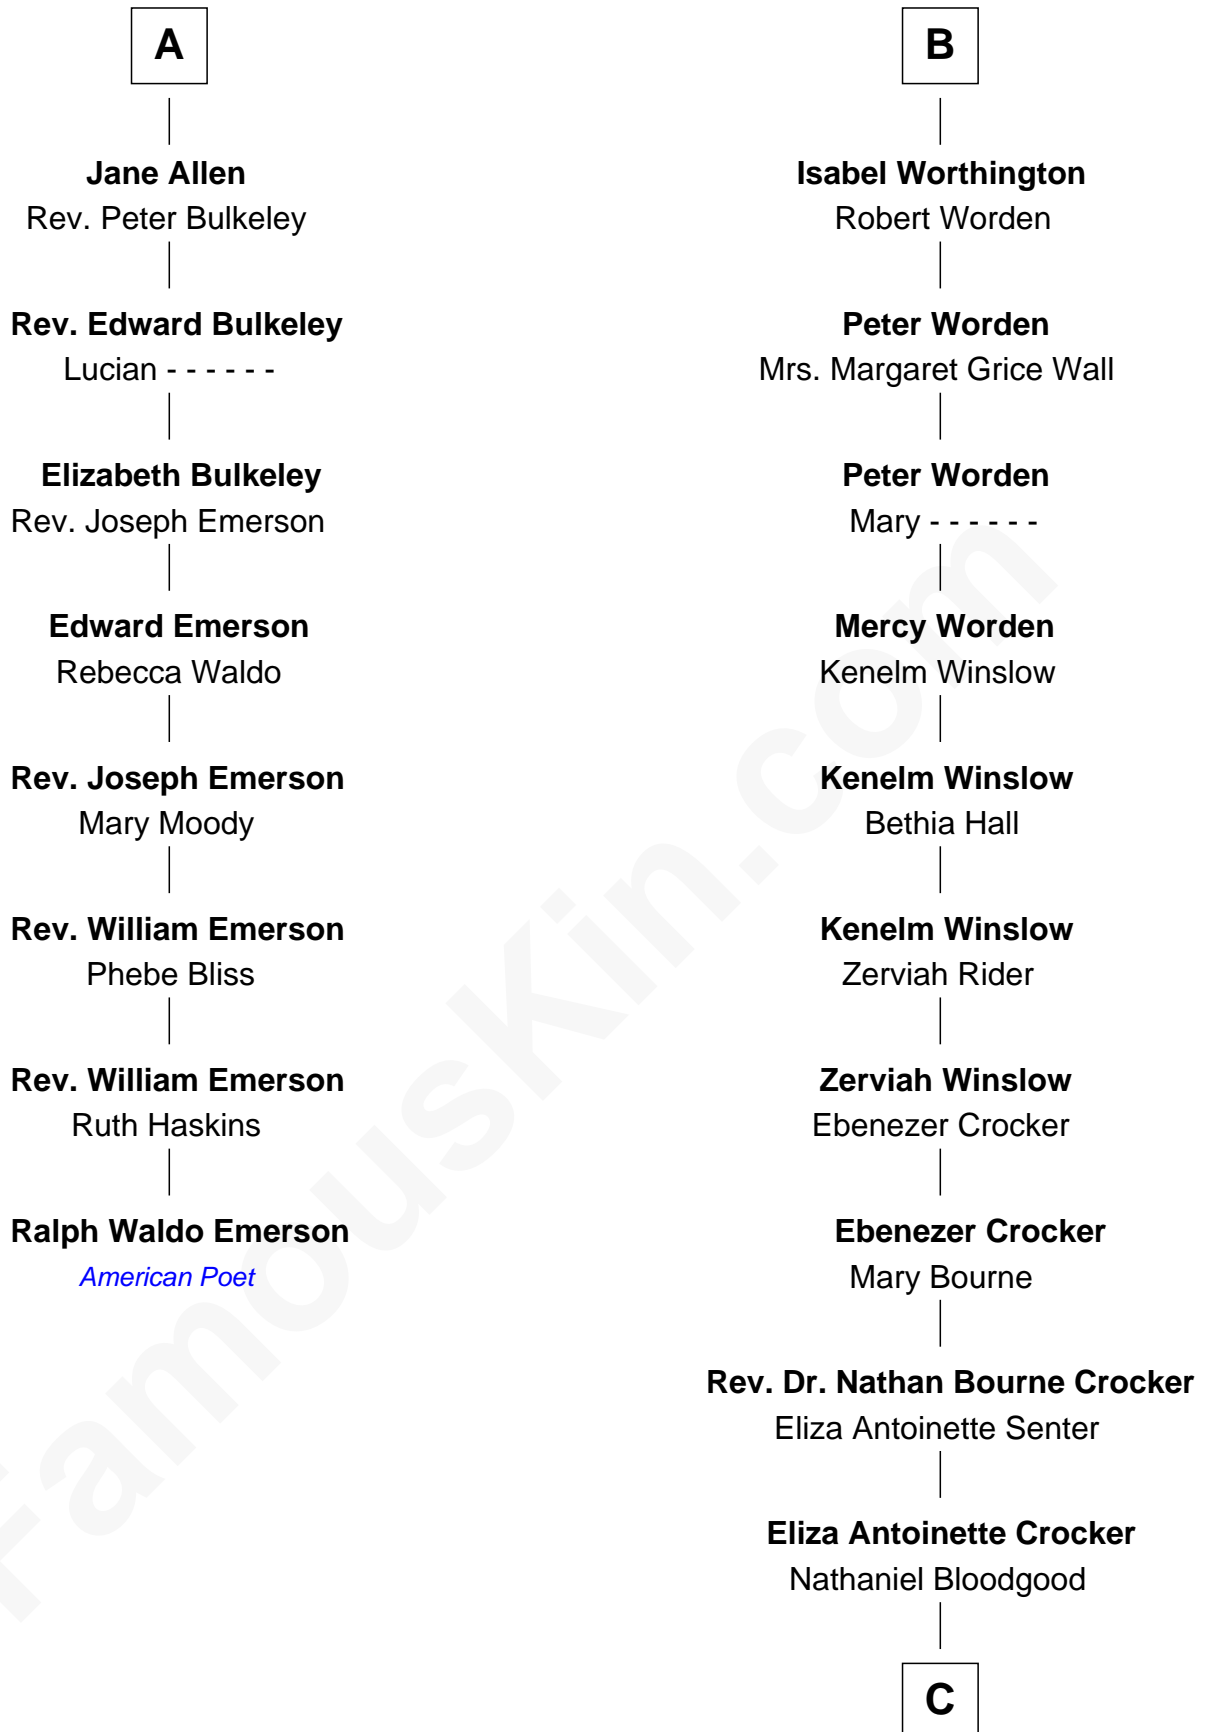 A
Jane Allen
Rev. Peter Bulkeley
Rev. Edward Bulkeley
Lucian - - - - - -
Elizabeth Bulkeley
Rev. Joseph Emerson
Edward Emerson
Rebecca Waldo
Rev. Joseph Emerson
Mary Moody
Rev. William Emerson
Phebe Bliss
Rev. William Emerson
Ruth Haskins
Ralph Waldo Emerson
American Poet
B
Isabel Worthington
Robert Worden
Peter Worden
Mrs. Margaret Grice Wall
Peter Worden
Mary - - - - - -
Mercy Worden
Kenelm Winslow
Kenelm Winslow
Bethia Hall
Kenelm Winslow
Zerviah Rider
Zerviah Winslow
Ebenezer Crocker
Ebenezer Crocker
Mary Bourne
Rev. Dr. Nathan Bourne Crocker
Eliza Antoinette Senter
Eliza Antoinette Crocker
Nathaniel Bloodgood
C
FamousKin.com